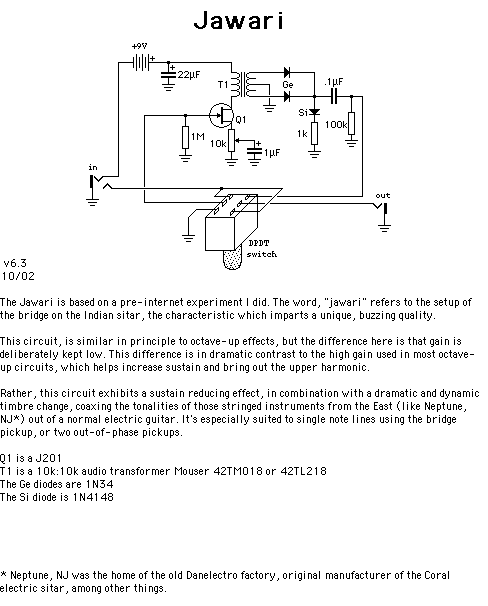 Jawari
+9V
+
22µF
+
T1
Ge
.1µF
Q1
Si
1M
10k
+
1µF
1k
100k
in
out
DPDT
switch
v6.3
10/02
The Jawari is based on a pre-internet experiment I did. The word, "jawari" refers to the setup of
the bridge on the Indian sitar, the characteristic which imparts a unique, buzzing quality.
This circuit, is similar in principle to octave-up effects, but the difference here is that gain is
deliberately kept low. This difference is in dramatic contrast to the high gain used in most octave-
up circuits, which helps increase sustain and bring out the upper harmonic.
Rather, this circuit exhibits a sustain reducing effect, in combination with a dramatic and dynamic
timbre change, coaxing the tonalities of those stringed instruments from the East (like Neptune,
NJ*) out of a normal electric guitar. It's especially suited to single note lines using the bridge
pickup, or two out-of-phase pickups.
Q1 is a J201
T1 is a 10k:10k audio transformer Mouser 42TM018 or 42TL218
The Ge diodes are 1N34
The Si diode is 1N4148
* Neptune, NJ was the home of the old Danelectro factory, original manufacturer of the Coral
electric sitar, among other things.